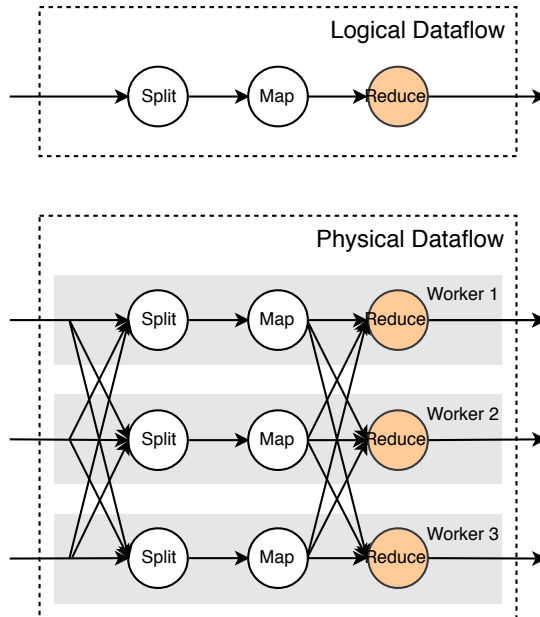 Logical Dataflow
Split
Map
Reduce
Physical Dataflow
Worker 1
Split
Map
Reduce
Worker 2
Split
Map
Reduce
Worker 3
Split
Map
Reduce